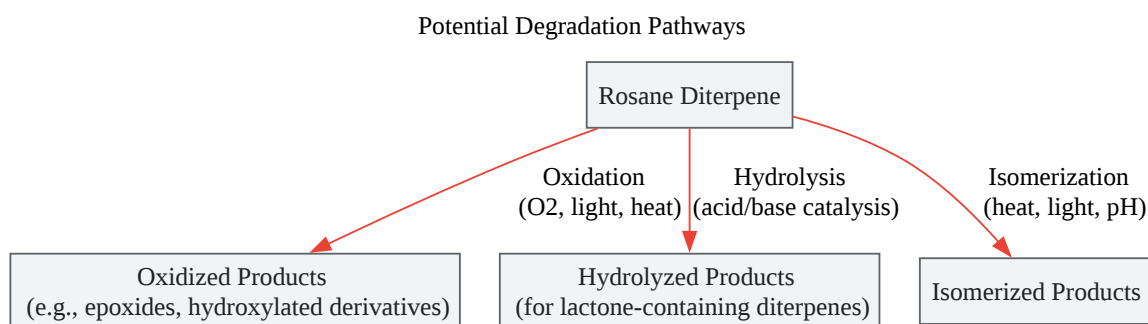 Potential Degradation Pathways
Rosane Diterpene
Oxidation
(O2, light, heat)
Hydrolysis
(acid/base catalysis)
Isomerization
(heat, light, pH)
Oxidized Products
(e.g., epoxides, hydroxylated derivatives)
Hydrolyzed Products
(for lactone-containing diterpenes)
Isomerized Products